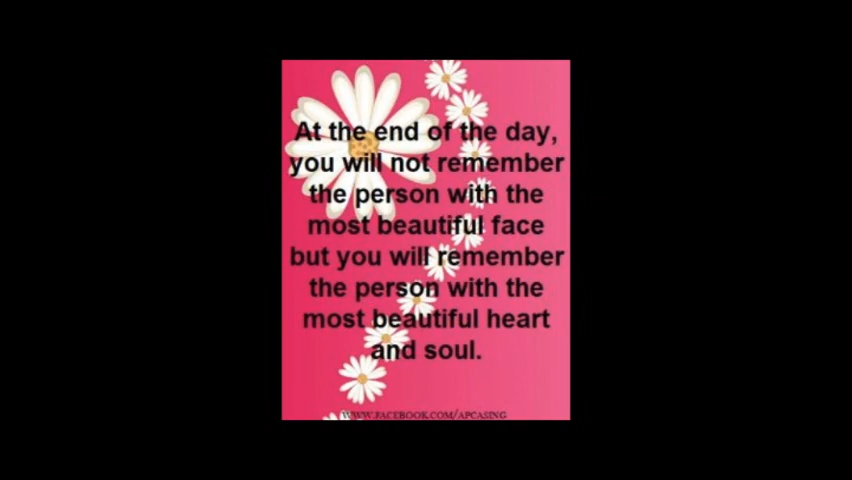 At the end of the day,
you will not remember
the person with the
most beautiful face
but you will remember
the person with the
most beautiful heart
and soul.
WWW.FACEBOOK.COM/APCASING